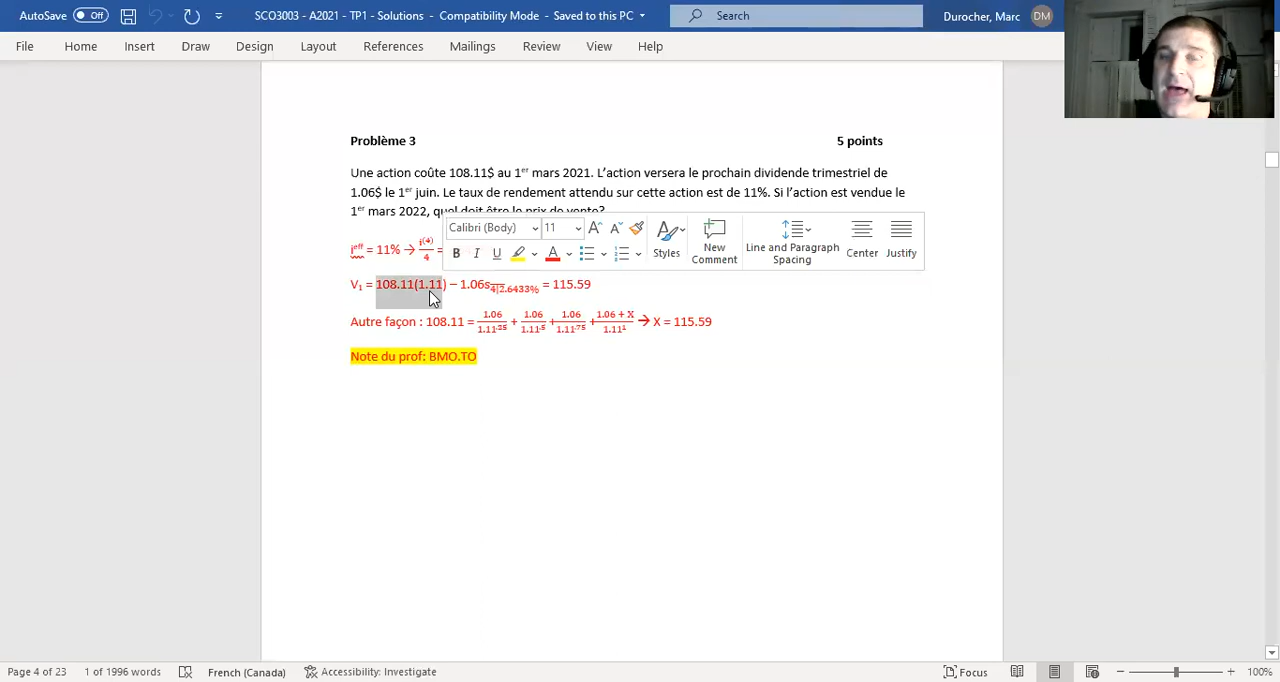 AutoSave Off SCO3003 - A2021 - TP1 - Solutions - Compatibility Mode - Saved to this PC Search Durocher, Marc DM
File Home Insert Draw Design Layout References Mailings Review View Help
Problème 3 5 points
Une action coûte 108.11$ au 1er mars 2021. L'action versera le prochain dividende trimestriel de
1.06$ le 1er juin. Le taux de rendement attendu sur cette action est de 11%. Si l'action est vendue le
1er mars 2022, quel doit être le prix de vente?
Calibri (Body) 11 Styles New Comment Line and Paragraph Spacing Center Justify
B I U A
i^eff = 11% → i^(4)/4 =
V₁ = 108.11(1.11) – 1.06s 4|2.6433% = 115.59
Autre façon : 108.11 = 1.06/1.11^.25 + 1.06/1.11^.5 + 1.06/1.11^.75 + 1.06 + X/1.11^1 → X = 115.59
Note du prof: BMO.TO
Page 4 of 23 1 of 1996 words French (Canada) Accessibility: Investigate Focus 100%